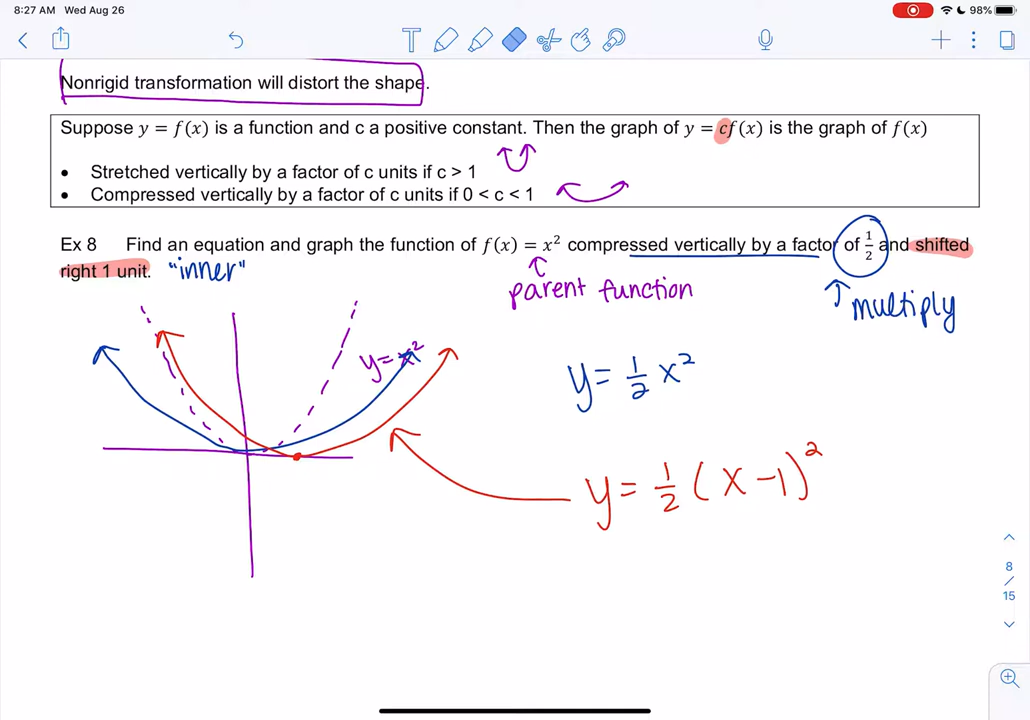 8:27 AM Wed Aug 26
98%
Nonrigid transformation will distort the shape.
Suppose y = f(x) is a function and c a positive constant. Then the graph of y = cf(x) is the graph of f(x)
• Stretched vertically by a factor of c units if c > 1
• Compressed vertically by a factor of c units if 0 < c < 1
Ex 8 Find an equation and graph the function of f(x) = x² compressed vertically by a factor of 1/2 and shifted
right 1 unit. "inner"
parent function
multiply
y = x²
y = 1/2 x²
y = 1/2 (x - 1)²
8
/
15